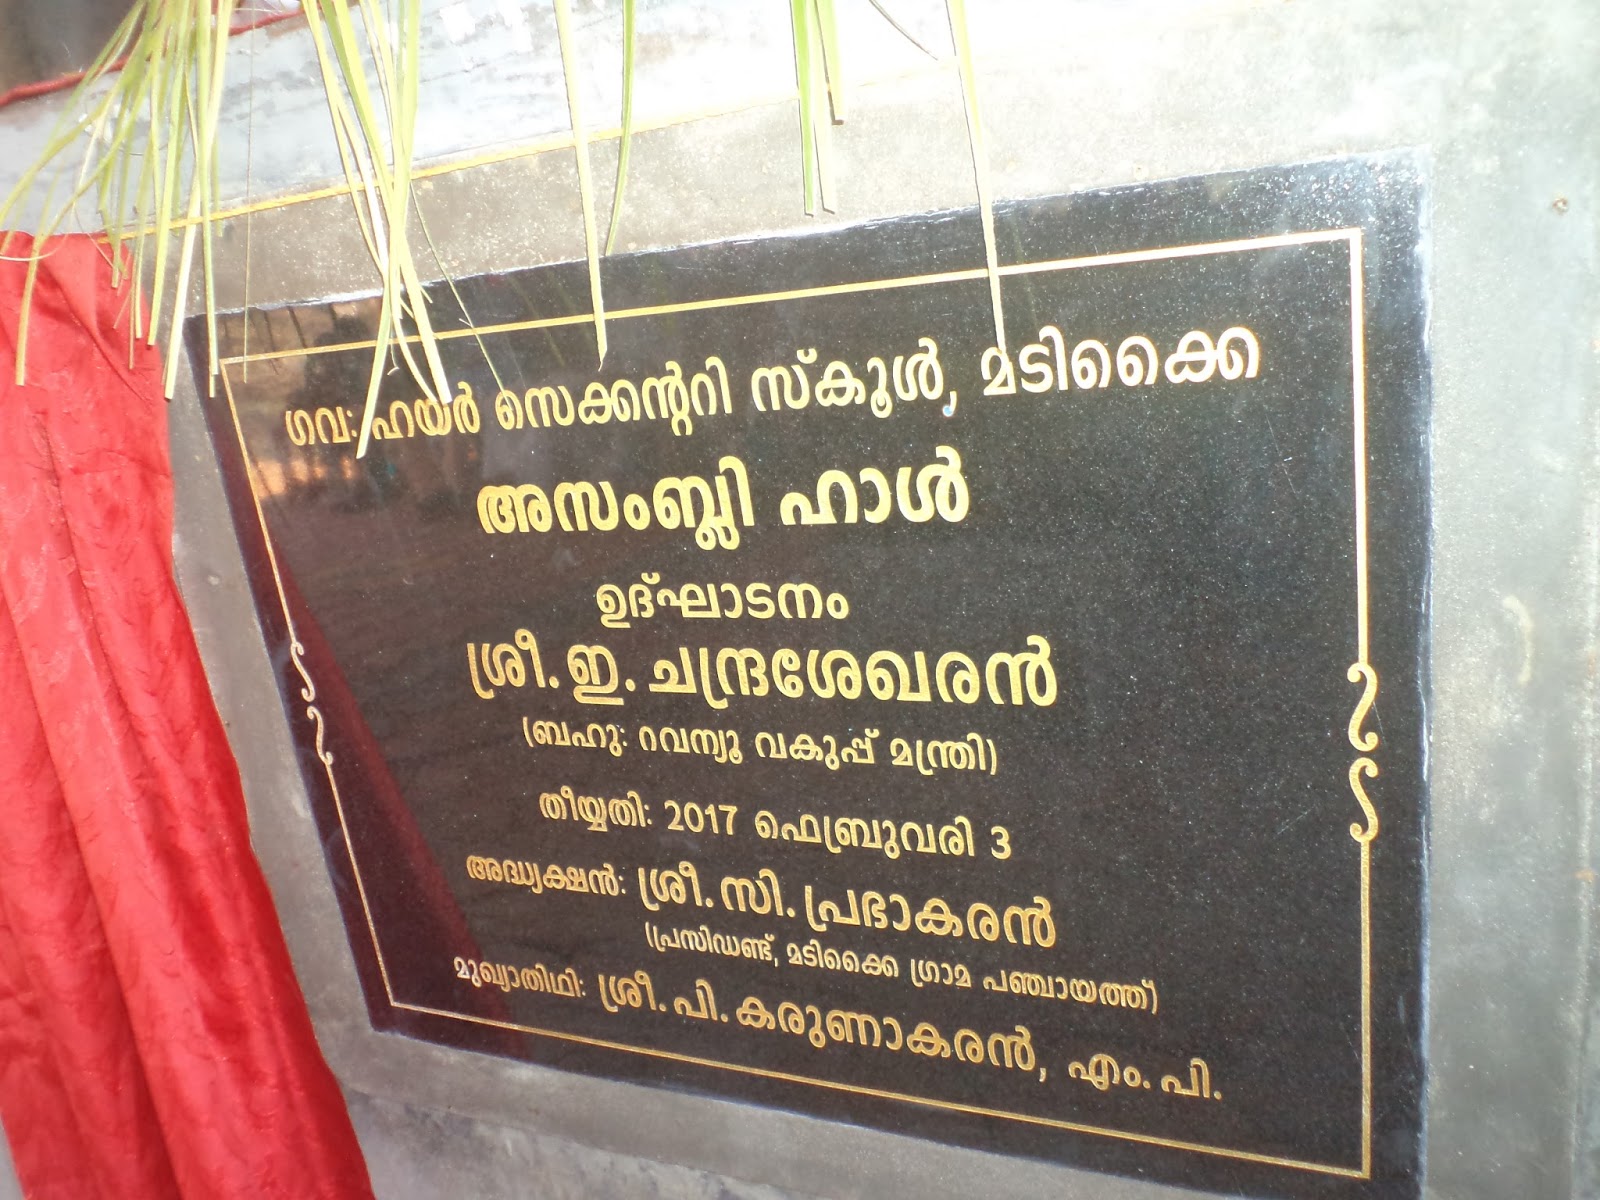 ഗവ: ഹയർ സെക്കന്ററി സ്കൂൾ, മടിക്കൈ
അസംബ്ലി ഹാൾ
ഉദ്ഘാടനം
ശ്രീ. ഇ. ചന്ദ്രശേഖരൻ
(ബഹു: റവന്യൂ വകുപ്പ് മന്ത്രി)
തീയ്യതി: 2017 ഫെബ്രുവരി 3
അദ്ധ്യക്ഷൻ: ശ്രീ. സി. പ്രഭാകരൻ
(പ്രസിഡണ്ട്, മടിക്കൈ ഗ്രാമ പഞ്ചായത്ത്)
മുഖ്യാതിഥി: ശ്രീ. പി. കരുണാകരൻ, എം. പി.